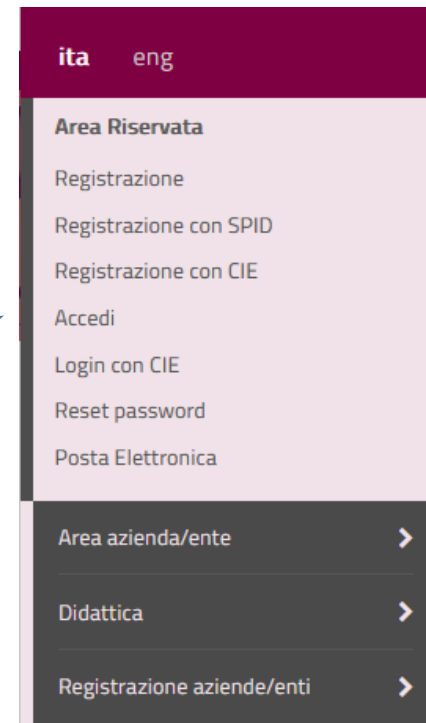 ita eng
Area Riservata
Registrazione
Registrazione con SPID
Registrazione con CIE
Accedi
Login con CIE
Reset password
Posta Elettronica
Area azienda/ente
Didattica
Registrazione aziende/enti